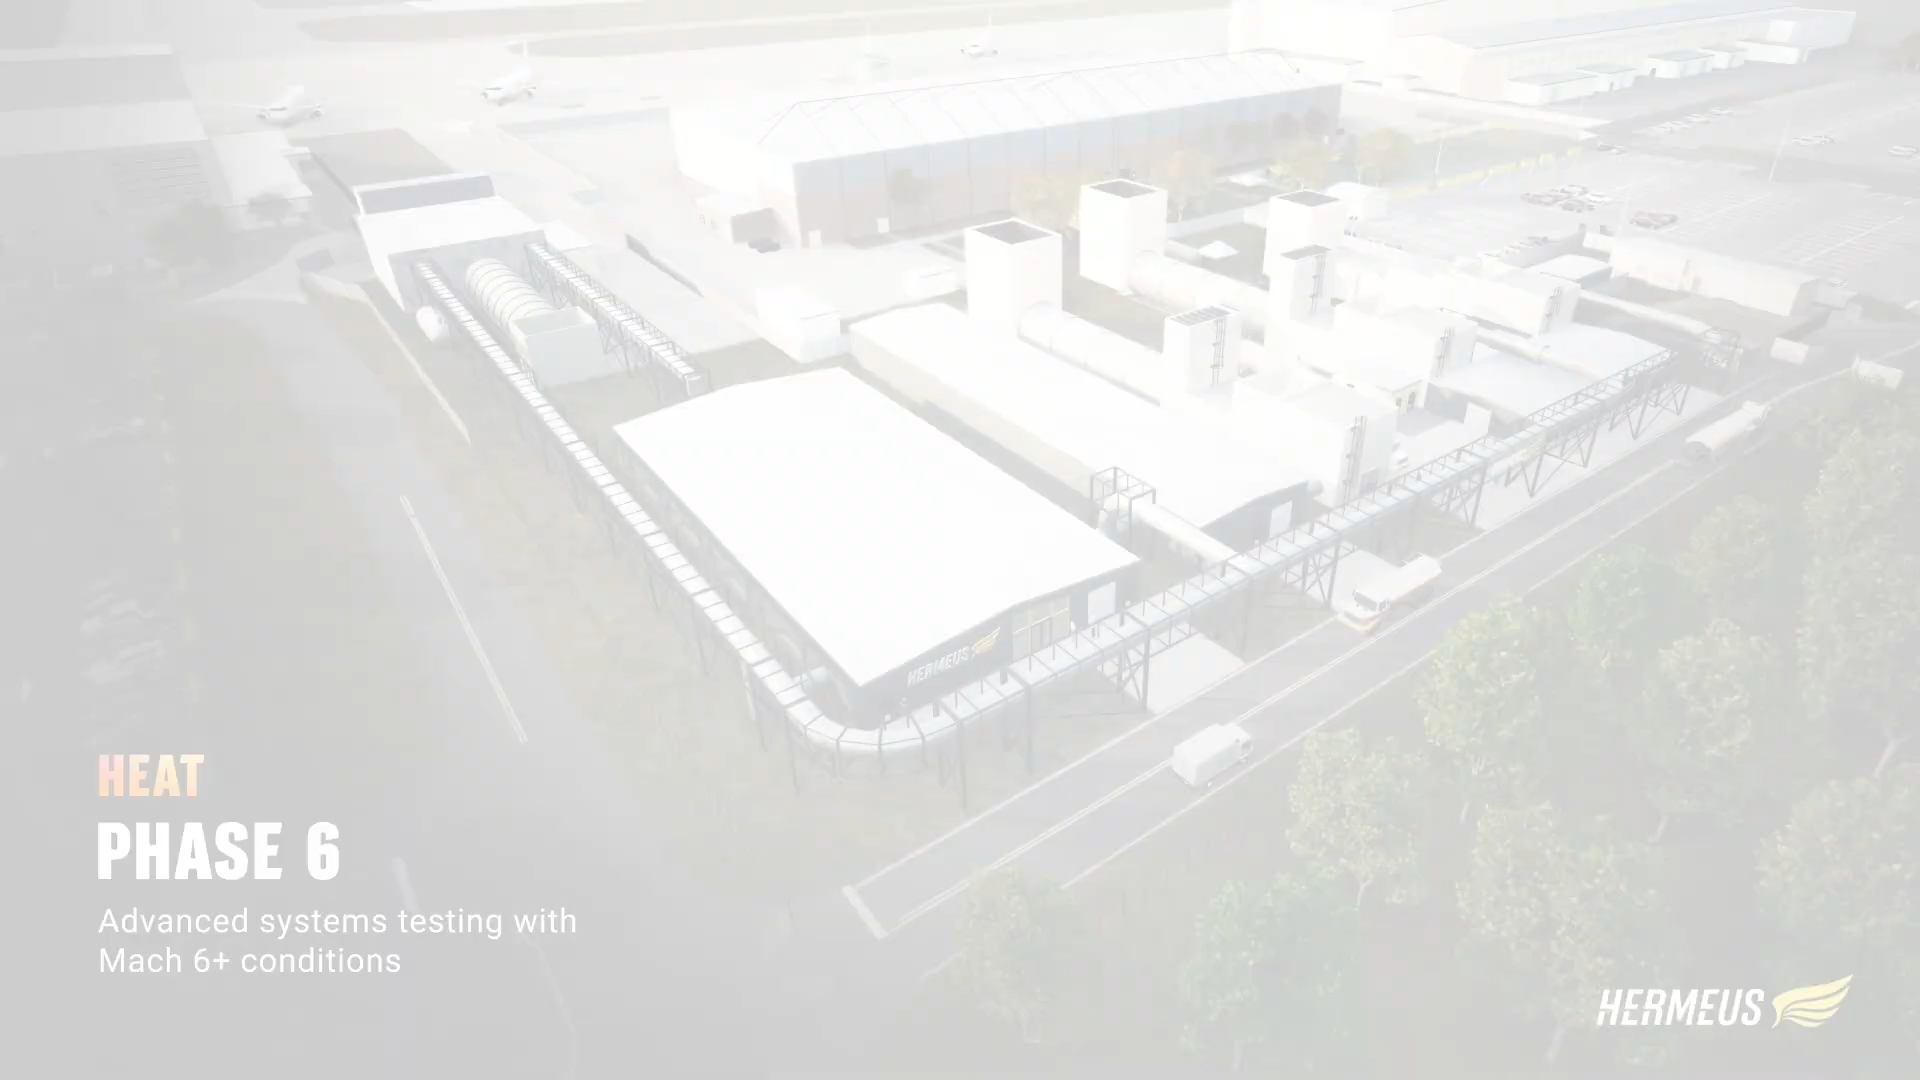 HERMEUS
HEAT
PHASE 6
Advanced systems testing with
Mach 6+ conditions
HERMEUS